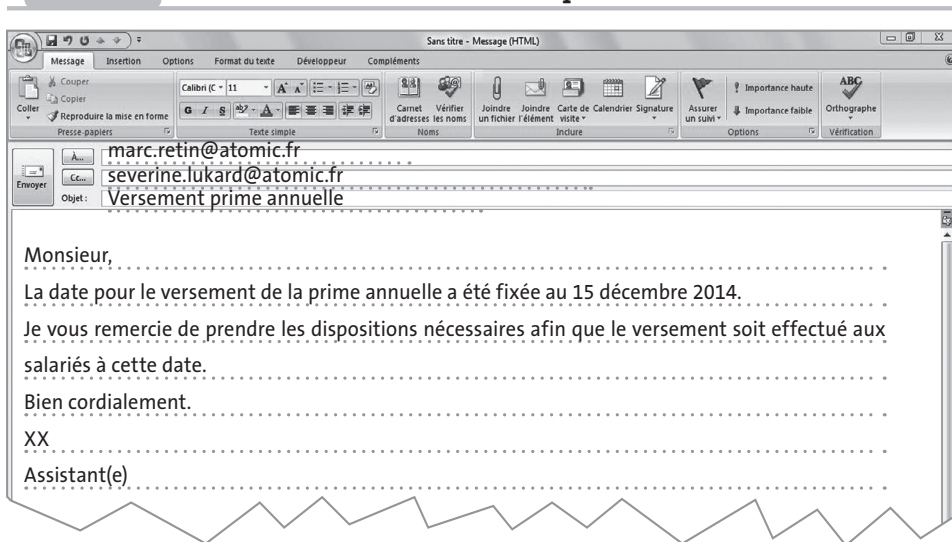 Sans titre - Message (HTML)
Message Insertion Options Format du texte Développeur Compléments
Coller
Couper
Copier
Reproduire la mise en forme
Presse-papiers
Calibri (C 11
G I S ab A
Texte simple
Carnet d'adresses
Vérifier les noms
Noms
Joindre un fichier
Joindre l'élément
Carte de visite
Calendrier
Signature
Inclure
Assurer un suivi
Importance haute
Importance faible
Options
ABC
Orthographe
Vérification
Envoyer
À... marc.retin@atomic.fr
Cc... severine.lukard@atomic.fr
Objet : Versement prime annuelle
Monsieur,
La date pour le versement de la prime annuelle a été fixée au 15 décembre 2014.
Je vous remercie de prendre les dispositions nécessaires afin que le versement soit effectué aux
salariés à cette date.
Bien cordialement.
XX
Assistant(e)